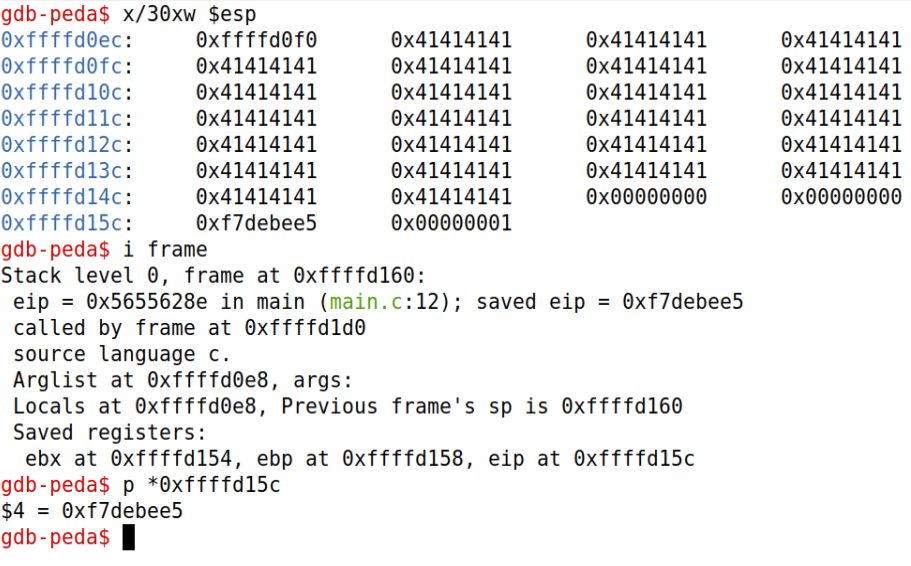 gdb-peda$ x/30xw $esp
0xffffd0ec:     0xffffd0f0      0x41414141      0x41414141      0x41414141
0xffffd0fc:     0x41414141      0x41414141      0x41414141      0x41414141
0xffffd10c:     0x41414141      0x41414141      0x41414141      0x41414141
0xffffd11c:     0x41414141      0x41414141      0x41414141      0x41414141
0xffffd12c:     0x41414141      0x41414141      0x41414141      0x41414141
0xffffd13c:     0x41414141      0x41414141      0x41414141      0x41414141
0xffffd14c:     0x41414141      0x41414141      0x00000000      0x00000000
0xffffd15c:     0xf7debee5      0x00000001
gdb-peda$ i frame
Stack level 0, frame at 0xffffd160:
 eip = 0x5655628e in main (main.c:12); saved eip = 0xf7debee5
 called by frame at 0xffffd1d0
 source language c.
 Arglist at 0xffffd0e8, args:
 Locals at 0xffffd0e8, Previous frame's sp is 0xffffd160
 Saved registers:
  ebx at 0xffffd154, ebp at 0xffffd158, eip at 0xffffd15c
gdb-peda$ p *0xffffd15c
$4 = 0xf7debee5
gdb-peda$